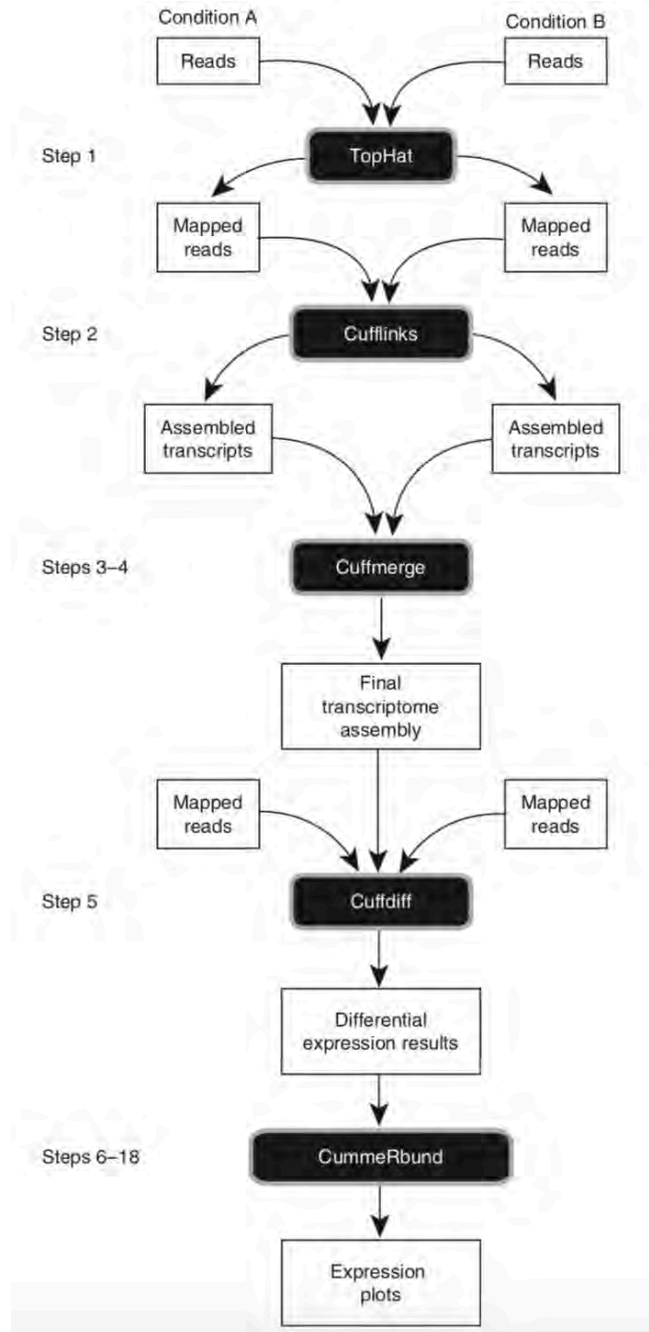 Condition A
Condition B
Reads
Reads
Step 1
TopHat
Mapped
reads
Mapped
reads
Step 2
Cufflinks
Assembled
transcripts
Assembled
transcripts
Steps 3–4
Cuffmerge
Final
transcriptome
assembly
Mapped
reads
Mapped
reads
Step 5
Cuffdiff
Differential
expression results
Steps 6–18
CummeRbund
Expression
plots